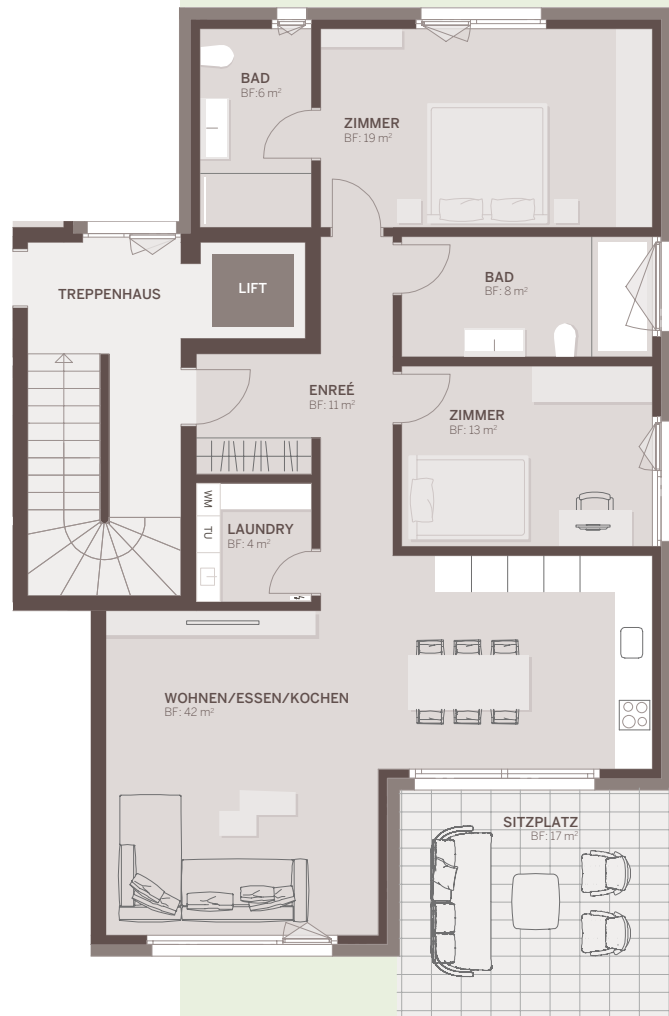 BAD
BF:6 m²
ZIMMER
BF: 19 m²
TREPPENHAUS
LIFT
BAD
BF: 8 m²
ENREÉ
BF: 11 m²
ZIMMER
BF: 13 m²
WM
TU
LAUNDRY
BF: 4 m²
WOHNEN/ESSEN/KOCHEN
BF: 42 m²
SITZPLATZ
BF: 17 m²